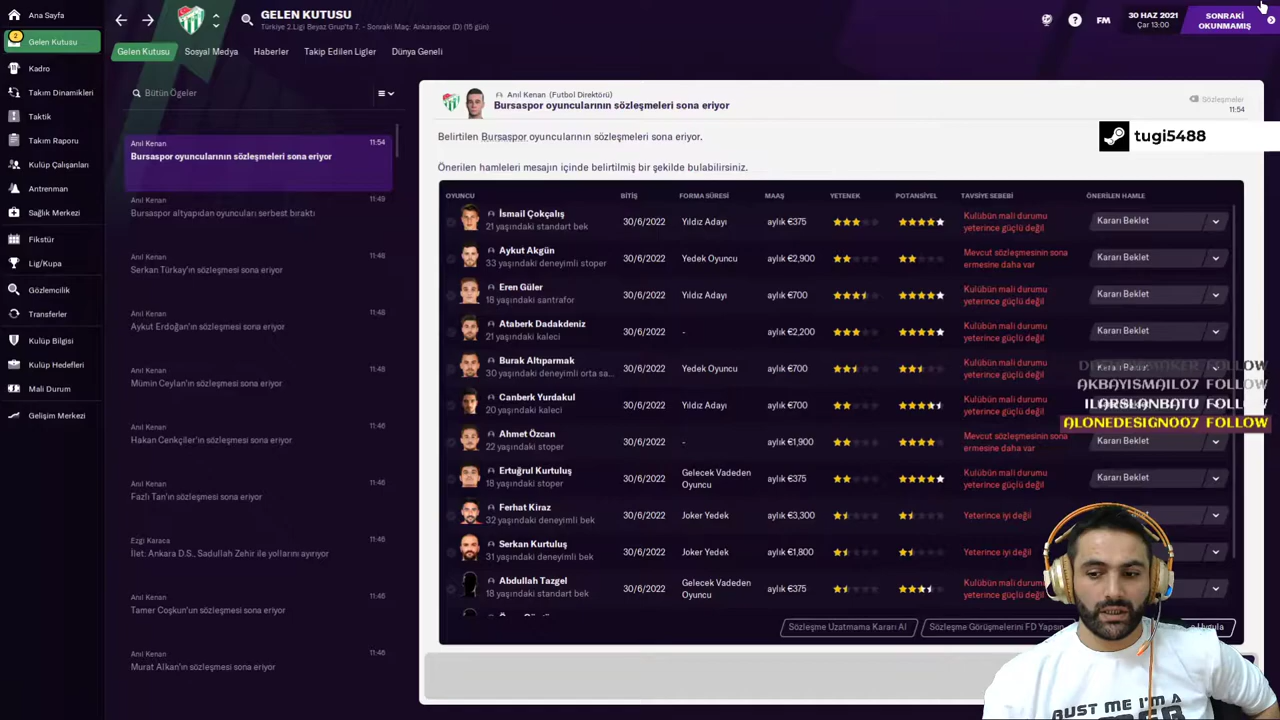 Ana Sayfa
2
Gelen Kutusu
Kadro
Takım Dinamikleri
Taktik
Takım Raporu
Kulüp Çalışanları
Antrenman
Sağlık Merkezi
Fikstür
Lig/Kupa
Gözlemcilik
Transferler
Kulüp Bilgisi
Kulüp Hedefleri
Mali Durum
Gelişim Merkezi
GELEN KUTUSU
Türkiye 2.Ligi Beyaz Grup'ta 7. - Sonraki Maç: Ankaraspor (D) (15 gün)
FM
30 HAZ 2021
Çar 13:00
SONRAKİ OKUNMAMIŞ
Gelen Kutusu Sosyal Medya Haberler Takip Edilen Ligler Dünya Geneli
Bütün Ögeler
Anıl Kenan 11:54
Bursaspor oyuncularının sözleşmeleri sona eriyor
Anıl Kenan 11:49
Bursaspor altyapıdan oyuncuları serbest bıraktı
Anıl Kenan 11:48
Serkan Türkay'ın sözleşmesi sona eriyor
Anıl Kenan 11:48
Aykut Erdoğan'ın sözleşmesi sona eriyor
Anıl Kenan 11:48
Mümin Ceylan'ın sözleşmesi sona eriyor
Anıl Kenan 11:46
Hakan Cenkçiler'in sözleşmesi sona eriyor
Anıl Kenan 11:46
Fazlı Tan'ın sözleşmesi sona eriyor
Ezgi Karaca 11:46
İlet: Ankara D.S., Sadullah Zehir ile yollarını ayırıyor
Anıl Kenan 11:46
Tamer Coşkun'un sözleşmesi sona eriyor
Anıl Kenan 11:46
Murat Alkan'ın sözleşmesi sona eriyor
Anıl Kenan (Futbol Direktörü)
Bursaspor oyuncularının sözleşmeleri sona eriyor
Sözleşmeler
11:54
Belirtilen Bursaspor oyuncularının sözleşmeleri sona eriyor.
tugi5488
Önerilen hamleleri mesajın içinde belirtilmiş bir şekilde bulabilirsiniz.
OYUNCU BİTİŞ FORMA SÜRESİ MAAŞ YETENEK POTANSİYEL TAVSİYE SEBEBİ ÖNERİLEN HAMLE
İsmail Çokçalış
21 yaşındaki standart bek 30/6/2022 Yıldız Adayı aylık €375 Kulübün mali durumu yeterince güçlü değil Kararı Beklet
Aykut Akgün
33 yaşındaki deneyimli stoper 30/6/2022 Yedek Oyuncu aylık €2,900 Mevcut sözleşmesinin sona ermesine daha var Kararı Beklet
Eren Güler
18 yaşındaki santrafor 30/6/2022 Yıldız Adayı aylık €700 Kulübün mali durumu yeterince güçlü değil Kararı Beklet
Ataberk Dadakdeniz
21 yaşındaki kaleci 30/6/2022 - aylık €2,200 Kulübün mali durumu yeterince güçlü değil Kararı Beklet
Burak Altıparmak
30 yaşındaki deneyimli orta sa... 30/6/2022 Yedek Oyuncu aylık €700 Kulübün mali durumu yeterince güçlü değil Kararı Beklet
Canberk Yurdakul
20 yaşındaki kaleci 30/6/2022 Yıldız Adayı aylık €700 Kulübün mali durumu yeterince güçlü değil
Ahmet Özcan
22 yaşındaki stoper 30/6/2022 - aylık €1,900 Mevcut sözleşmesinin sona ermesine daha var Kararı Beklet
Ertuğrul Kurtuluş
18 yaşındaki stoper 30/6/2022 Gelecek Vadeden Oyuncu aylık €375 Kulübün mali durumu yeterince güçlü değil Kararı Beklet
Ferhat Kiraz
32 yaşındaki deneyimli bek 30/6/2022 Joker Yedek aylık €3,300 Yeterince iyi değil
Serkan Kurtuluş
31 yaşındaki deneyimli bek 30/6/2022 Joker Yedek aylık €1,800 Yeterince iyi değil
Abdullah Tazgel
18 yaşındaki standart bek 30/6/2022 Gelecek Vadeden Oyuncu aylık €375 Kulübün mali durumu yeterince güçlü değil
AKBAYISMAIL07 FOLLOW
ILARSLANBATU FOLLOW
ALONEDESIGN007 FOLLOW
Sözleşme Uzatmama Kararı Al
Sözleşme Görüşmelerini FD Yapsın
Uygula
JUST ME I'M A